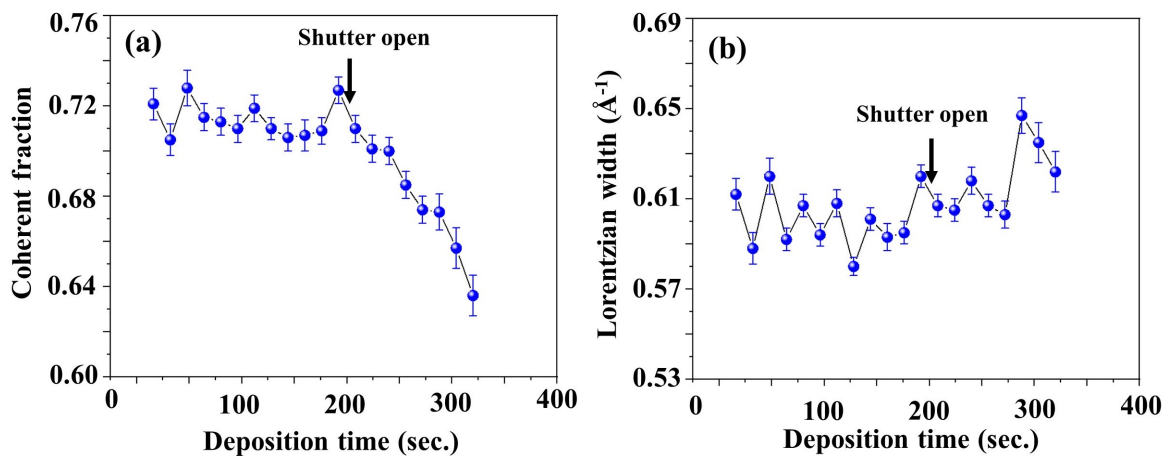 (a)
Shutter open
0.76
0.72
0.68
0.64
0.60
Coherent fraction
0
100
200
300
400
Deposition time (sec.)
(b)
Shutter open
0.69
0.65
0.61
0.57
0.53
Lorentzian width (Å⁻¹)
0
100
200
300
400
Deposition time (sec.)